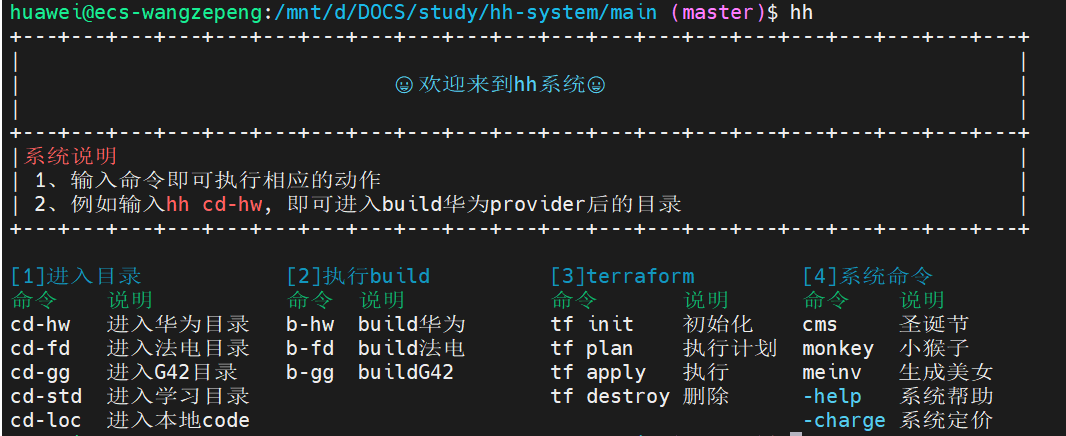 huawei@ecs-wangzepeng:/mnt/d/DOCS/study/hh-system/main (master)$ hh
+---+---+---+---+---+---+---+---+---+---+---+---+---+---+---+---+---+---+---+---+---+
| |
| 😀欢迎来到hh系统😀 |
| |
+---+---+---+---+---+---+---+---+---+---+---+---+---+---+---+---+---+---+---+---+---+
|系统说明 |
| 1、输入命令即可执行相应的动作 |
| 2、例如输入hh cd-hw, 即可进入build华为provider后的目录 |
+---+---+---+---+---+---+---+---+---+---+---+---+---+---+---+---+---+---+---+---+---+
[1]进入目录 [2]执行build [3]terraform [4]系统命令
命令 说明 命令 说明 命令 说明 命令 说明
cd-hw 进入华为目录 b-hw build华为 tf init 初始化 cms 圣诞节
cd-fd 进入法电目录 b-fd build法电 tf plan 执行计划 monkey 小猴子
cd-gg 进入G42目录 b-gg buildG42 tf apply 执行 meinv 生成美女
cd-std 进入学习目录 tf destroy 删除 -help 系统帮助
cd-loc 进入本地code -charge 系统定价